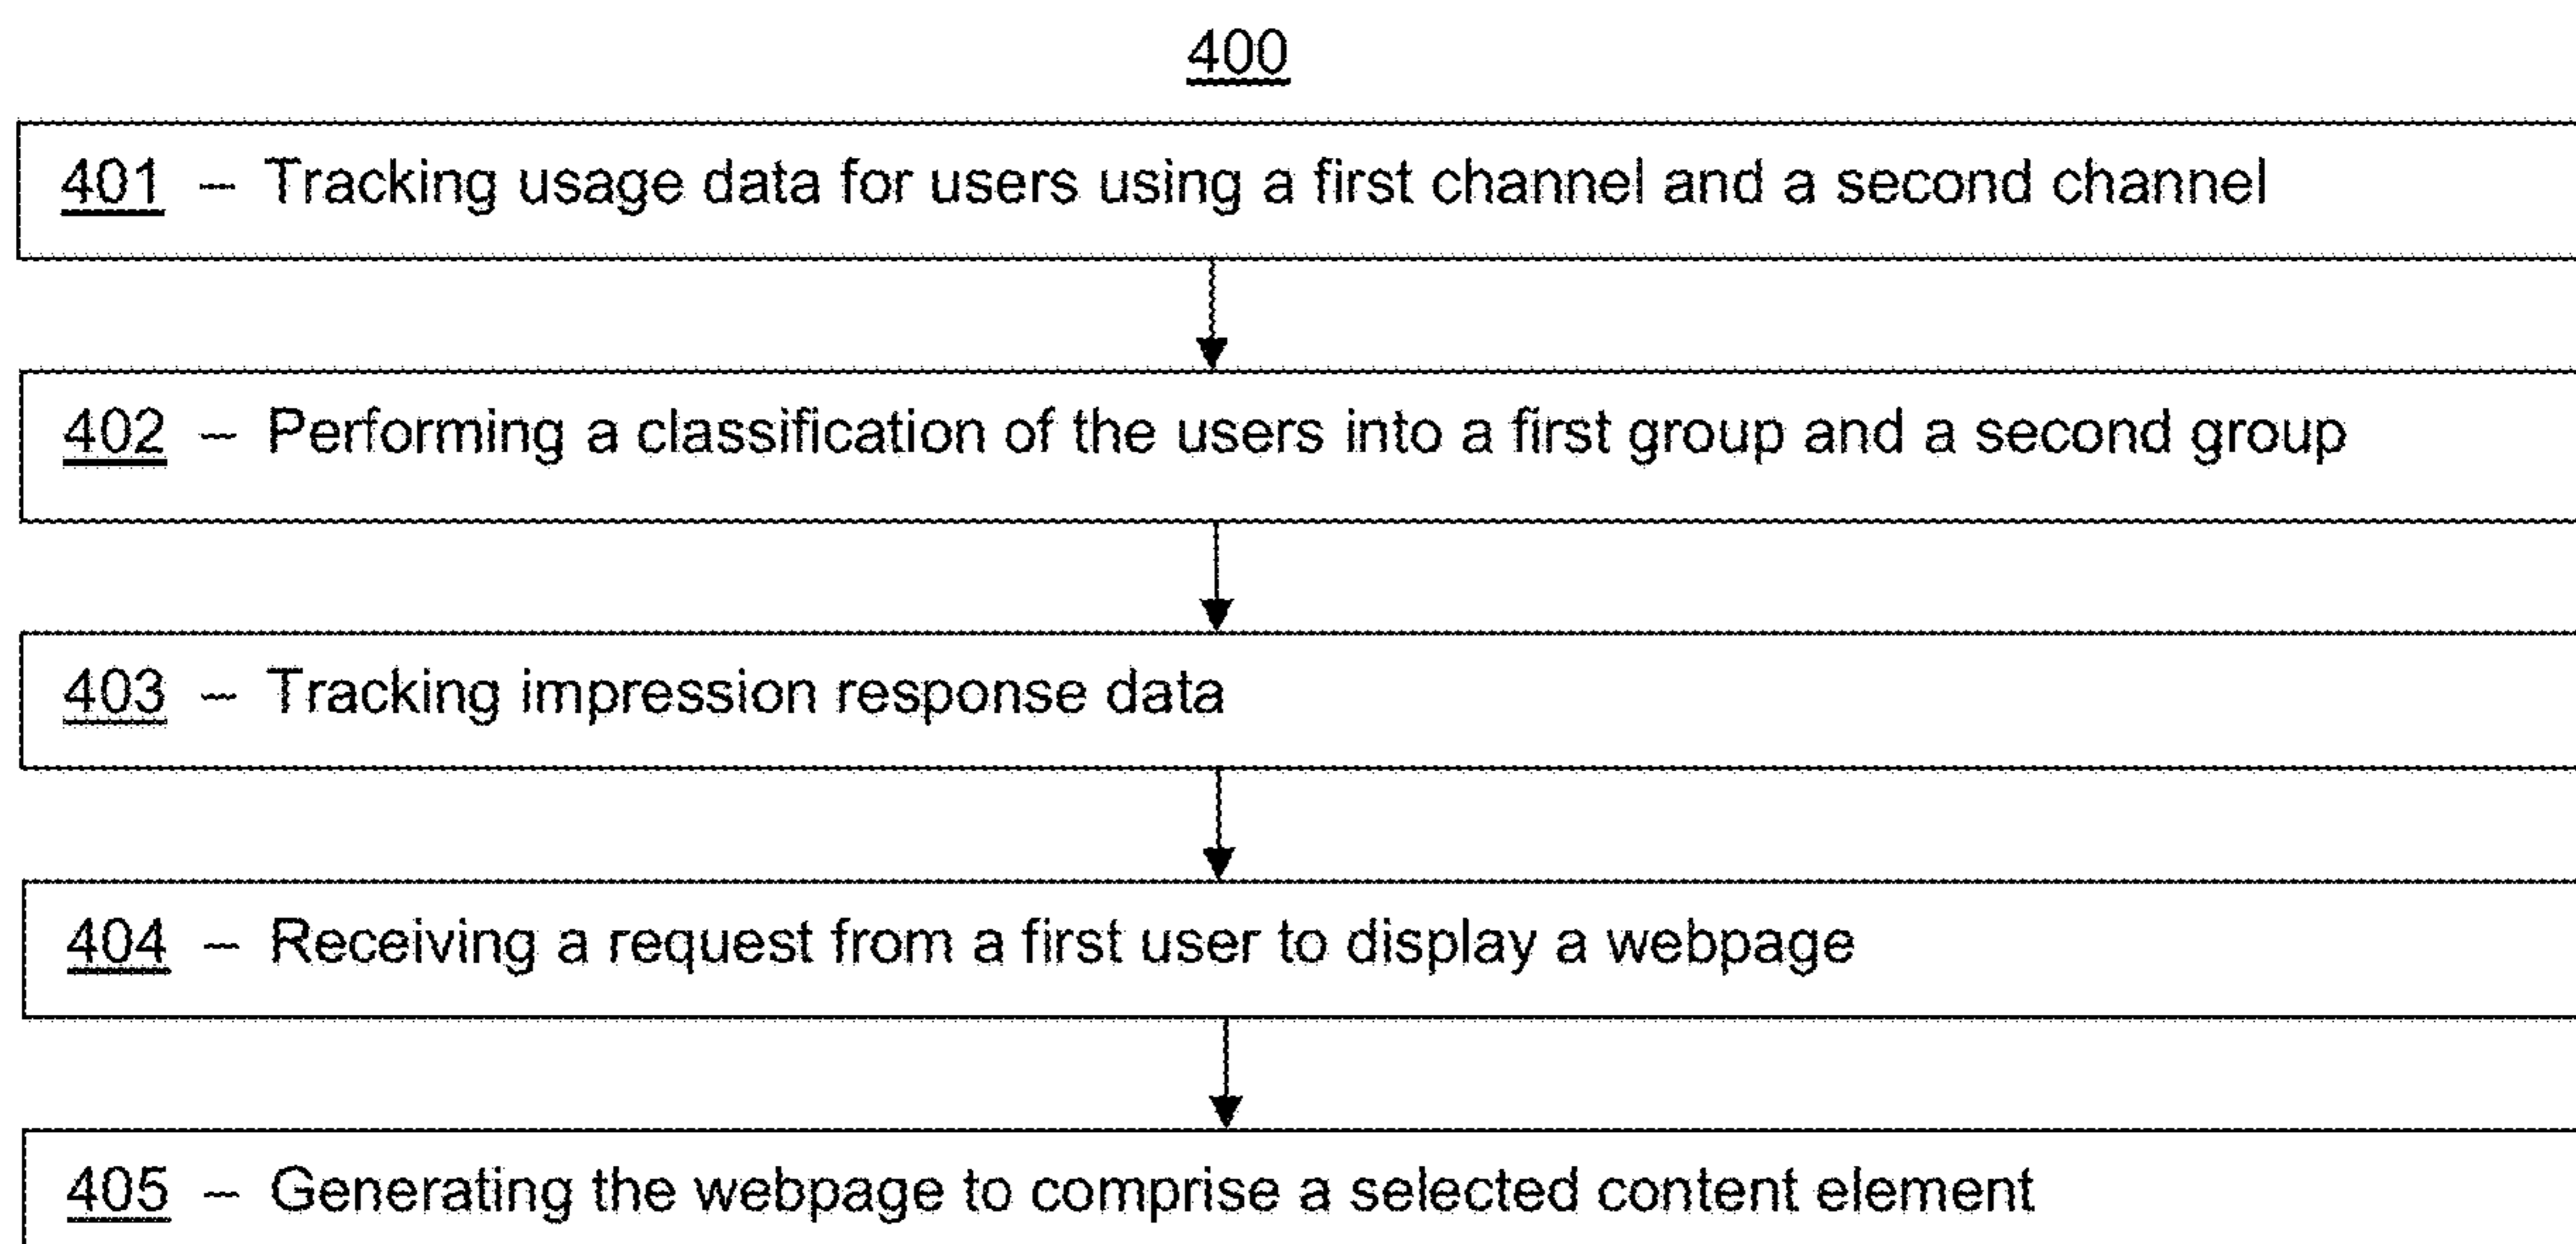 400
401 – Tracking usage data for users using a first channel and a second channel
402 – Performing a classification of the users into a first group and a second group
403 – Tracking impression response data
404 – Receiving a request from a first user to display a webpage
405 – Generating the webpage to comprise a selected content element